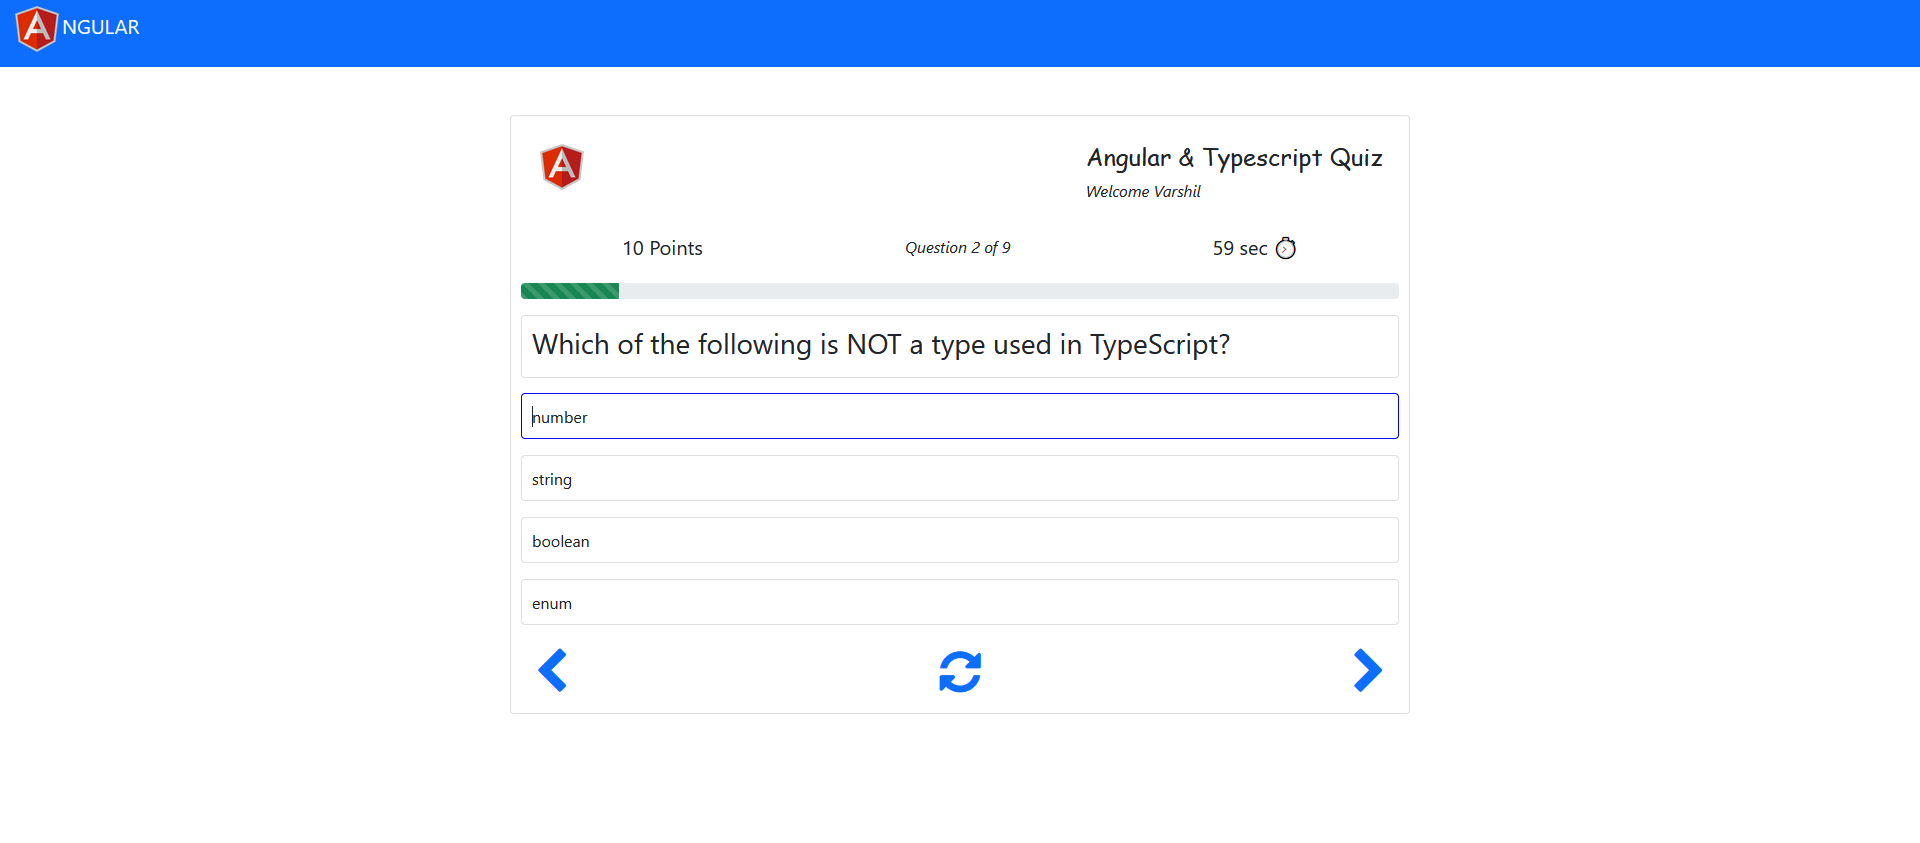 NGULAR
Angular & Typescript Quiz
Welcome Varshil
10 Points
Question 2 of 9
59 sec
Which of the following is NOT a type used in TypeScript?
number
string
boolean
enum